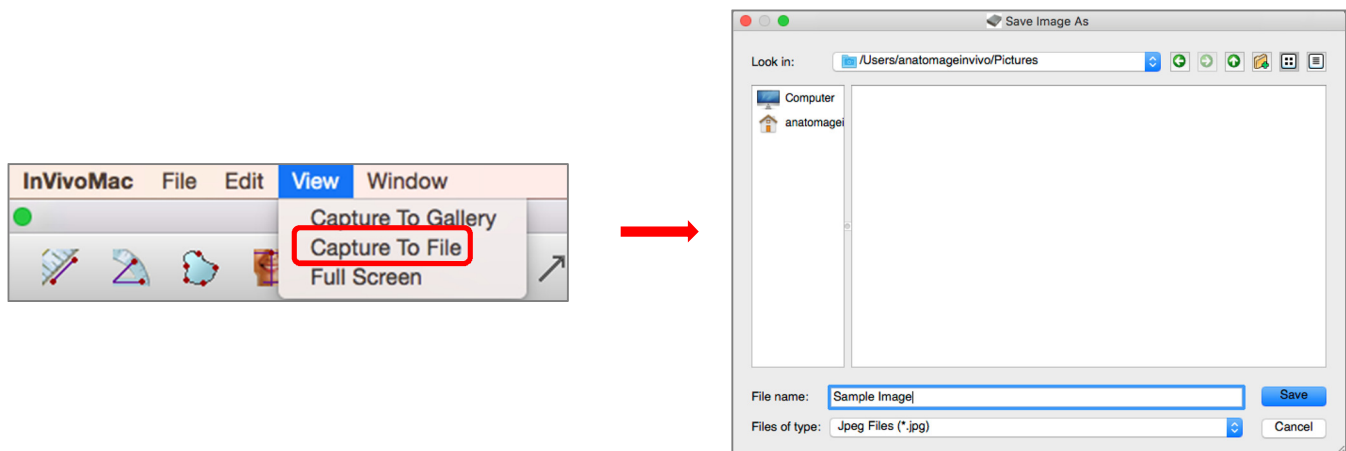 InVivoMac File Edit View Window
Capture To Gallery
Capture To File
Full Screen
Save Image As
Look in: /Users/anatomageinvivo/Pictures
Computer
anatomagei
File name: Sample Image
Save
Files of type: Jpeg Files (*.jpg)
Cancel